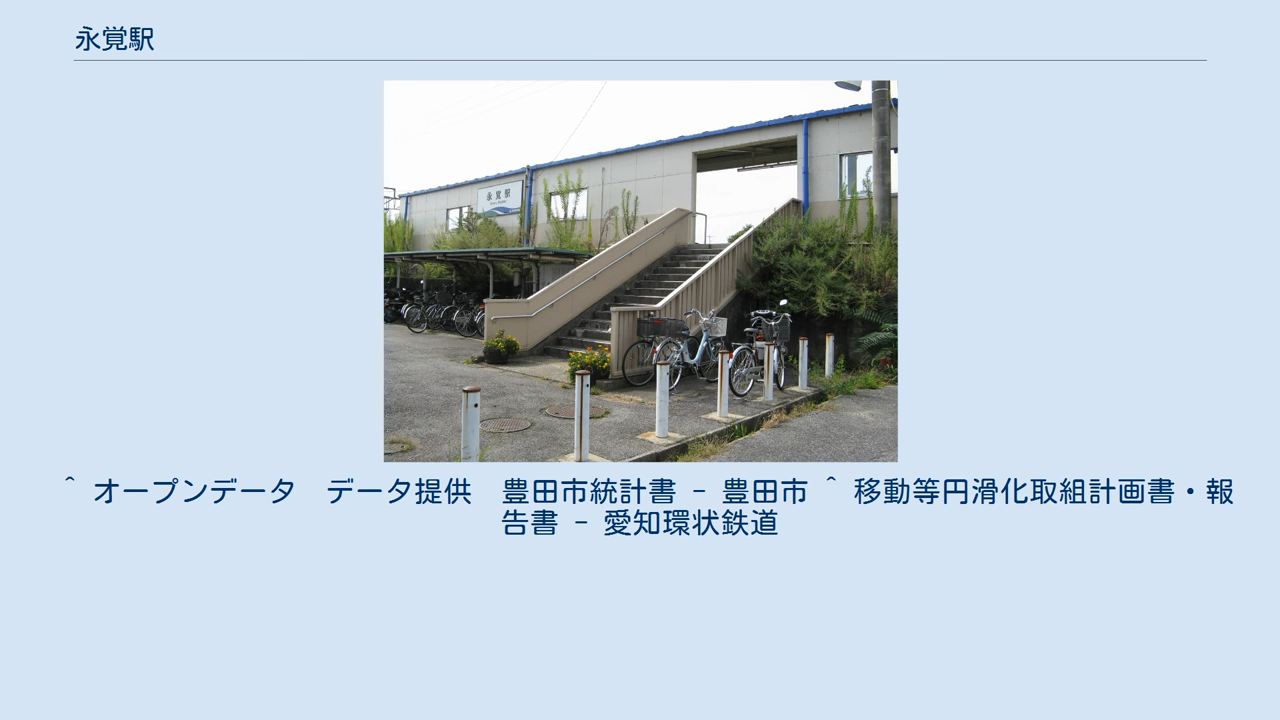 永覚駅
永覚駅
^ オープンデータ　データ提供　豊田市統計書 - 豊田市 ^ 移動等円滑化取組計画書・報
告書 - 愛知環状鉄道